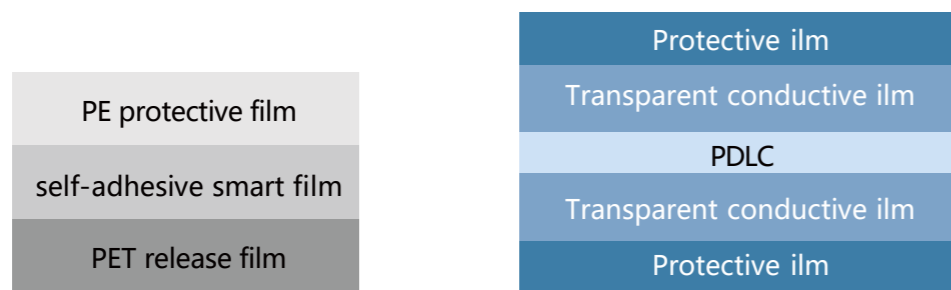 PE protective film
self-adhesive smart film
PET release film
Protective ilm
Transparent conductive ilm
PDLC
Transparent conductive ilm
Protective ilm